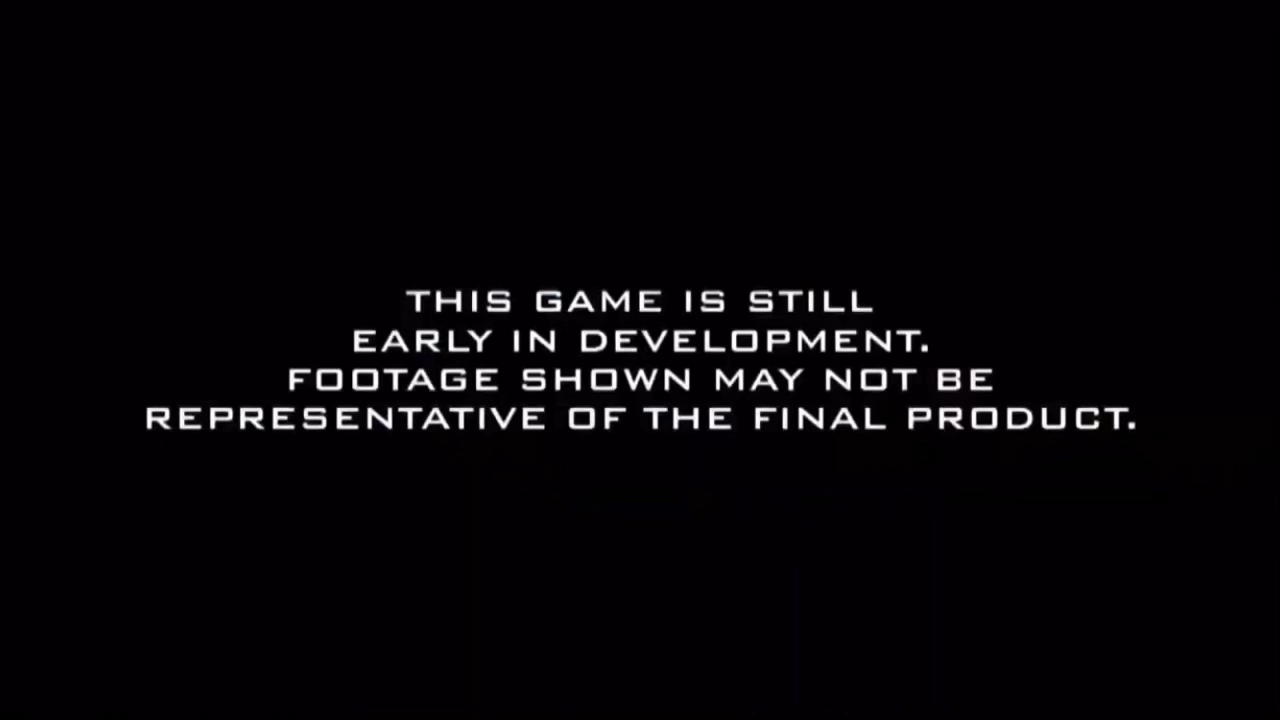 THIS GAME IS STILL
EARLY IN DEVELOPMENT.
FOOTAGE SHOWN MAY NOT BE
REPRESENTATIVE OF THE FINAL PRODUCT.